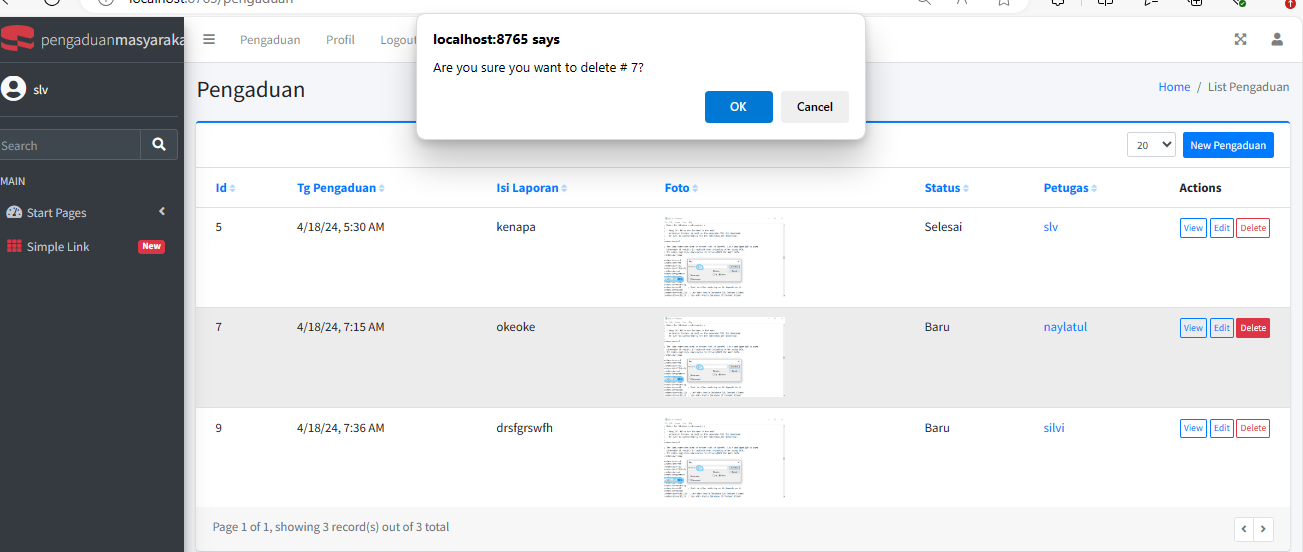 localhost:8765/pengaduan
pengaduanmasyaraka
Pengaduan
Profil
Logout
localhost:8765 says
Are you sure you want to delete # 7?
OK
Cancel
slv
Pengaduan
Home / List Pengaduan
Search
20
New Pengaduan
MAIN
Start Pages
Simple Link
New
Id Tg Pengaduan Isi Laporan Foto Status Petugas Actions
5 4/18/24, 5:30 AM kenapa Selesai slv View Edit Delete
7 4/18/24, 7:15 AM okeoke Baru naylatul View Edit Delete
9 4/18/24, 7:36 AM drsfgrswfh Baru silvi View Edit Delete
Page 1 of 1, showing 3 record(s) out of 3 total